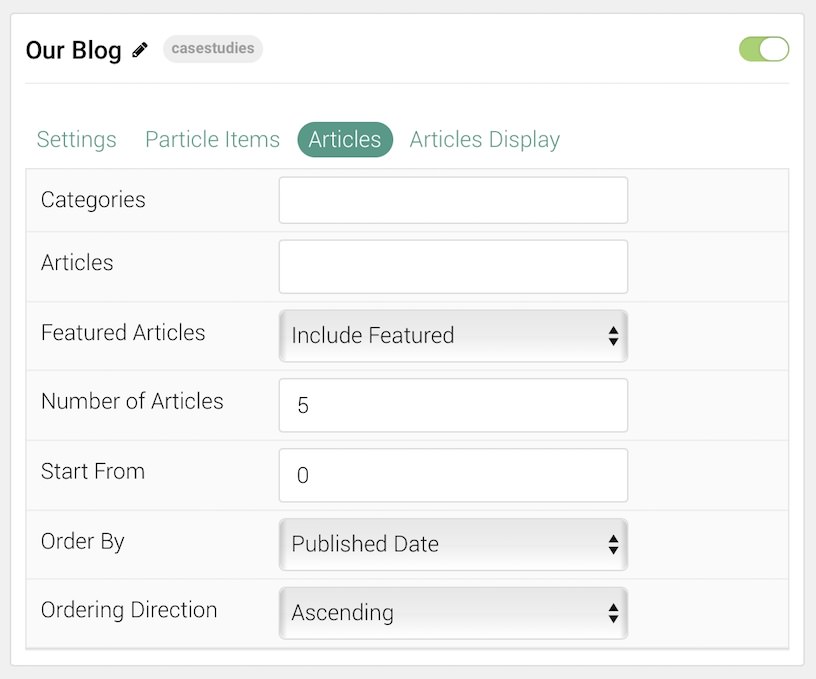 Our Blog casestudies
Settings Particle Items Articles Articles Display
Categories
Articles
Featured Articles Include Featured
Number of Articles 5
Start From 0
Order By Published Date
Ordering Direction Ascending